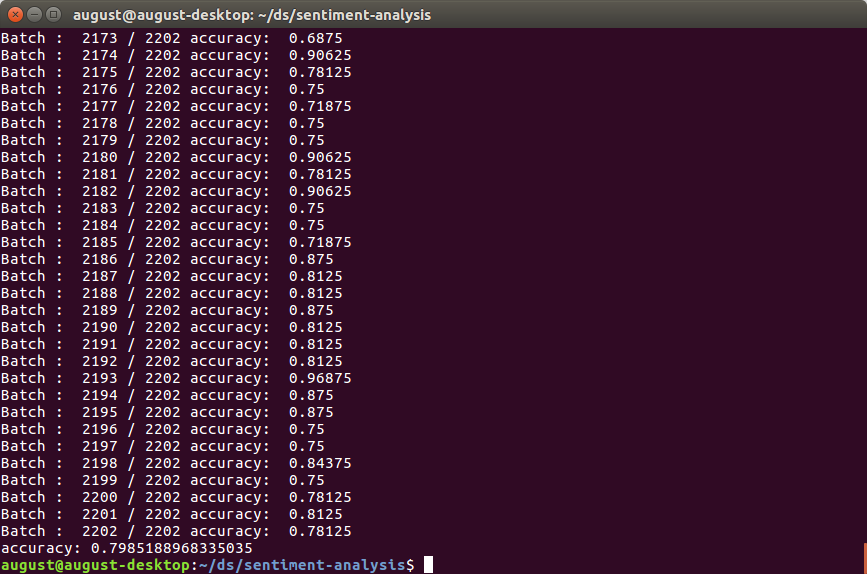 august@august-desktop: ~/ds/sentiment-analysis
Batch :  2173 / 2202 accuracy:  0.6875
Batch :  2174 / 2202 accuracy:  0.90625
Batch :  2175 / 2202 accuracy:  0.78125
Batch :  2176 / 2202 accuracy:  0.75
Batch :  2177 / 2202 accuracy:  0.71875
Batch :  2178 / 2202 accuracy:  0.75
Batch :  2179 / 2202 accuracy:  0.75
Batch :  2180 / 2202 accuracy:  0.90625
Batch :  2181 / 2202 accuracy:  0.78125
Batch :  2182 / 2202 accuracy:  0.90625
Batch :  2183 / 2202 accuracy:  0.75
Batch :  2184 / 2202 accuracy:  0.75
Batch :  2185 / 2202 accuracy:  0.71875
Batch :  2186 / 2202 accuracy:  0.875
Batch :  2187 / 2202 accuracy:  0.8125
Batch :  2188 / 2202 accuracy:  0.8125
Batch :  2189 / 2202 accuracy:  0.875
Batch :  2190 / 2202 accuracy:  0.8125
Batch :  2191 / 2202 accuracy:  0.8125
Batch :  2192 / 2202 accuracy:  0.8125
Batch :  2193 / 2202 accuracy:  0.96875
Batch :  2194 / 2202 accuracy:  0.875
Batch :  2195 / 2202 accuracy:  0.875
Batch :  2196 / 2202 accuracy:  0.75
Batch :  2197 / 2202 accuracy:  0.75
Batch :  2198 / 2202 accuracy:  0.84375
Batch :  2199 / 2202 accuracy:  0.75
Batch :  2200 / 2202 accuracy:  0.78125
Batch :  2201 / 2202 accuracy:  0.8125
Batch :  2202 / 2202 accuracy:  0.78125
accuracy: 0.7985188968335035
august@august-desktop:~/ds/sentiment-analysis$